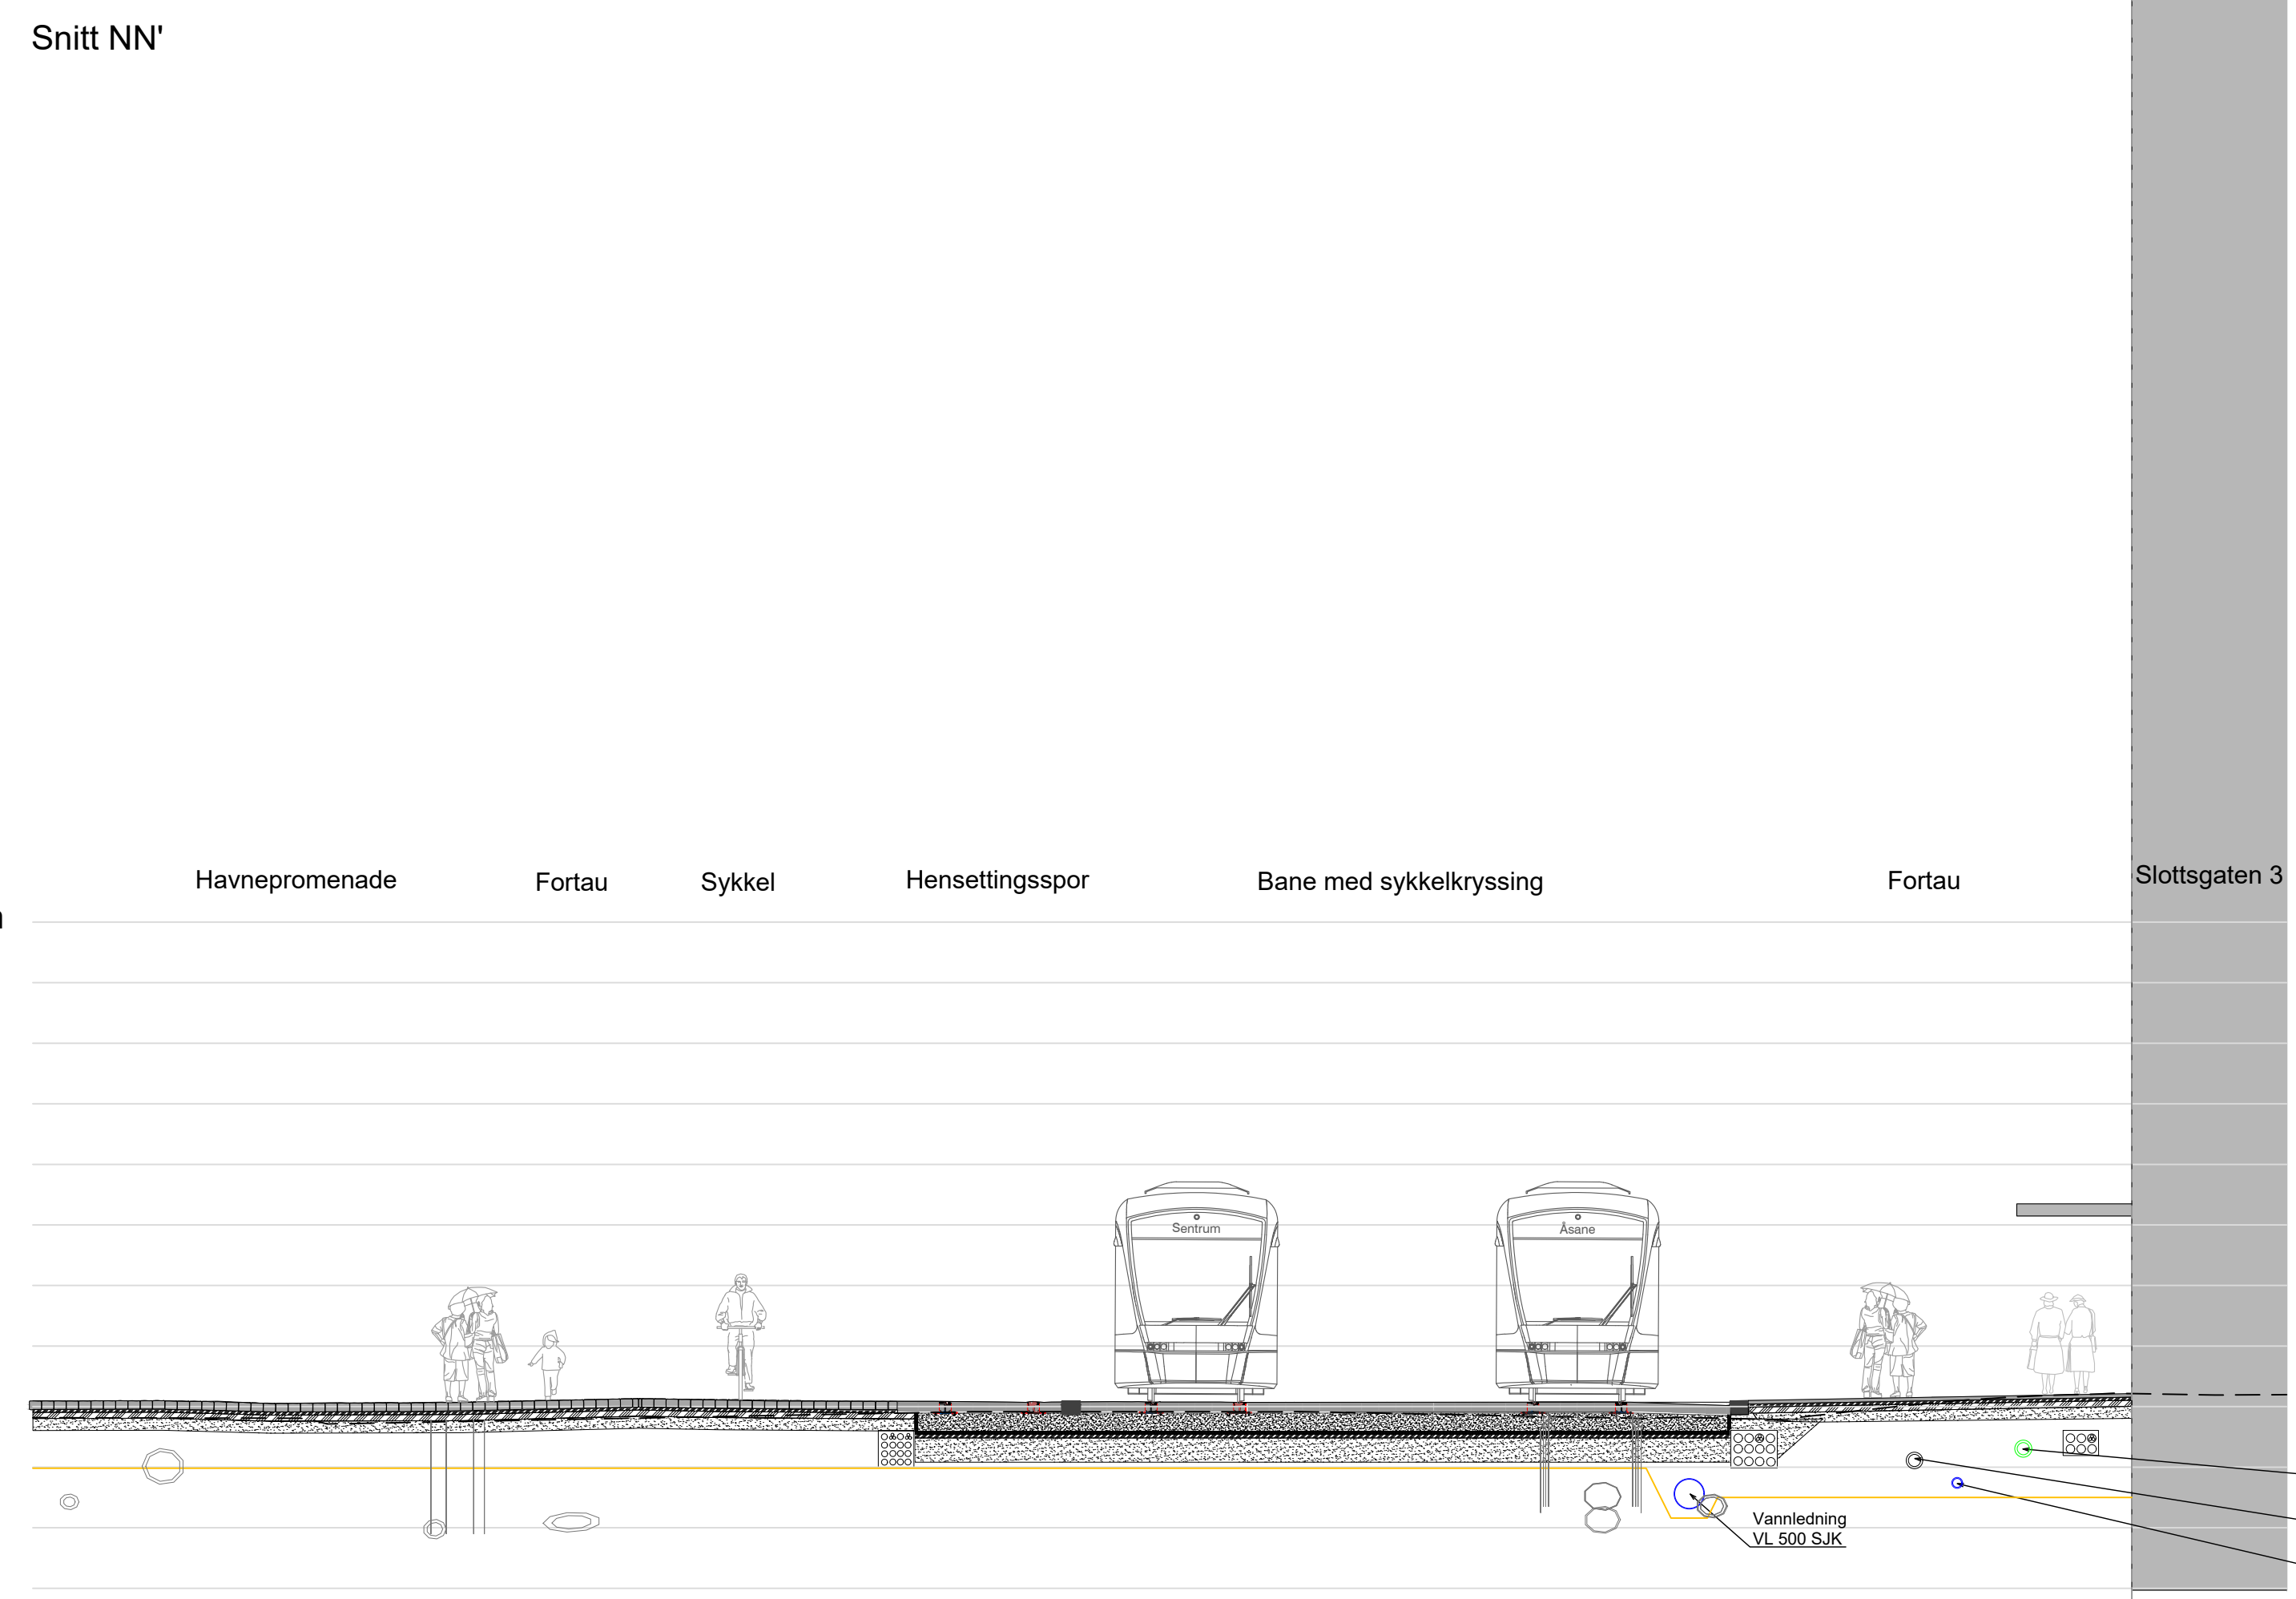 Snitt NN'
Havnepromenade
Fortau
Sykkel
Hensettingsspor
Bane med sykkelkryssing
Fortau
Slottsgaten 3
Sentrum
Åsane
Vannledning
VL 500 SJK